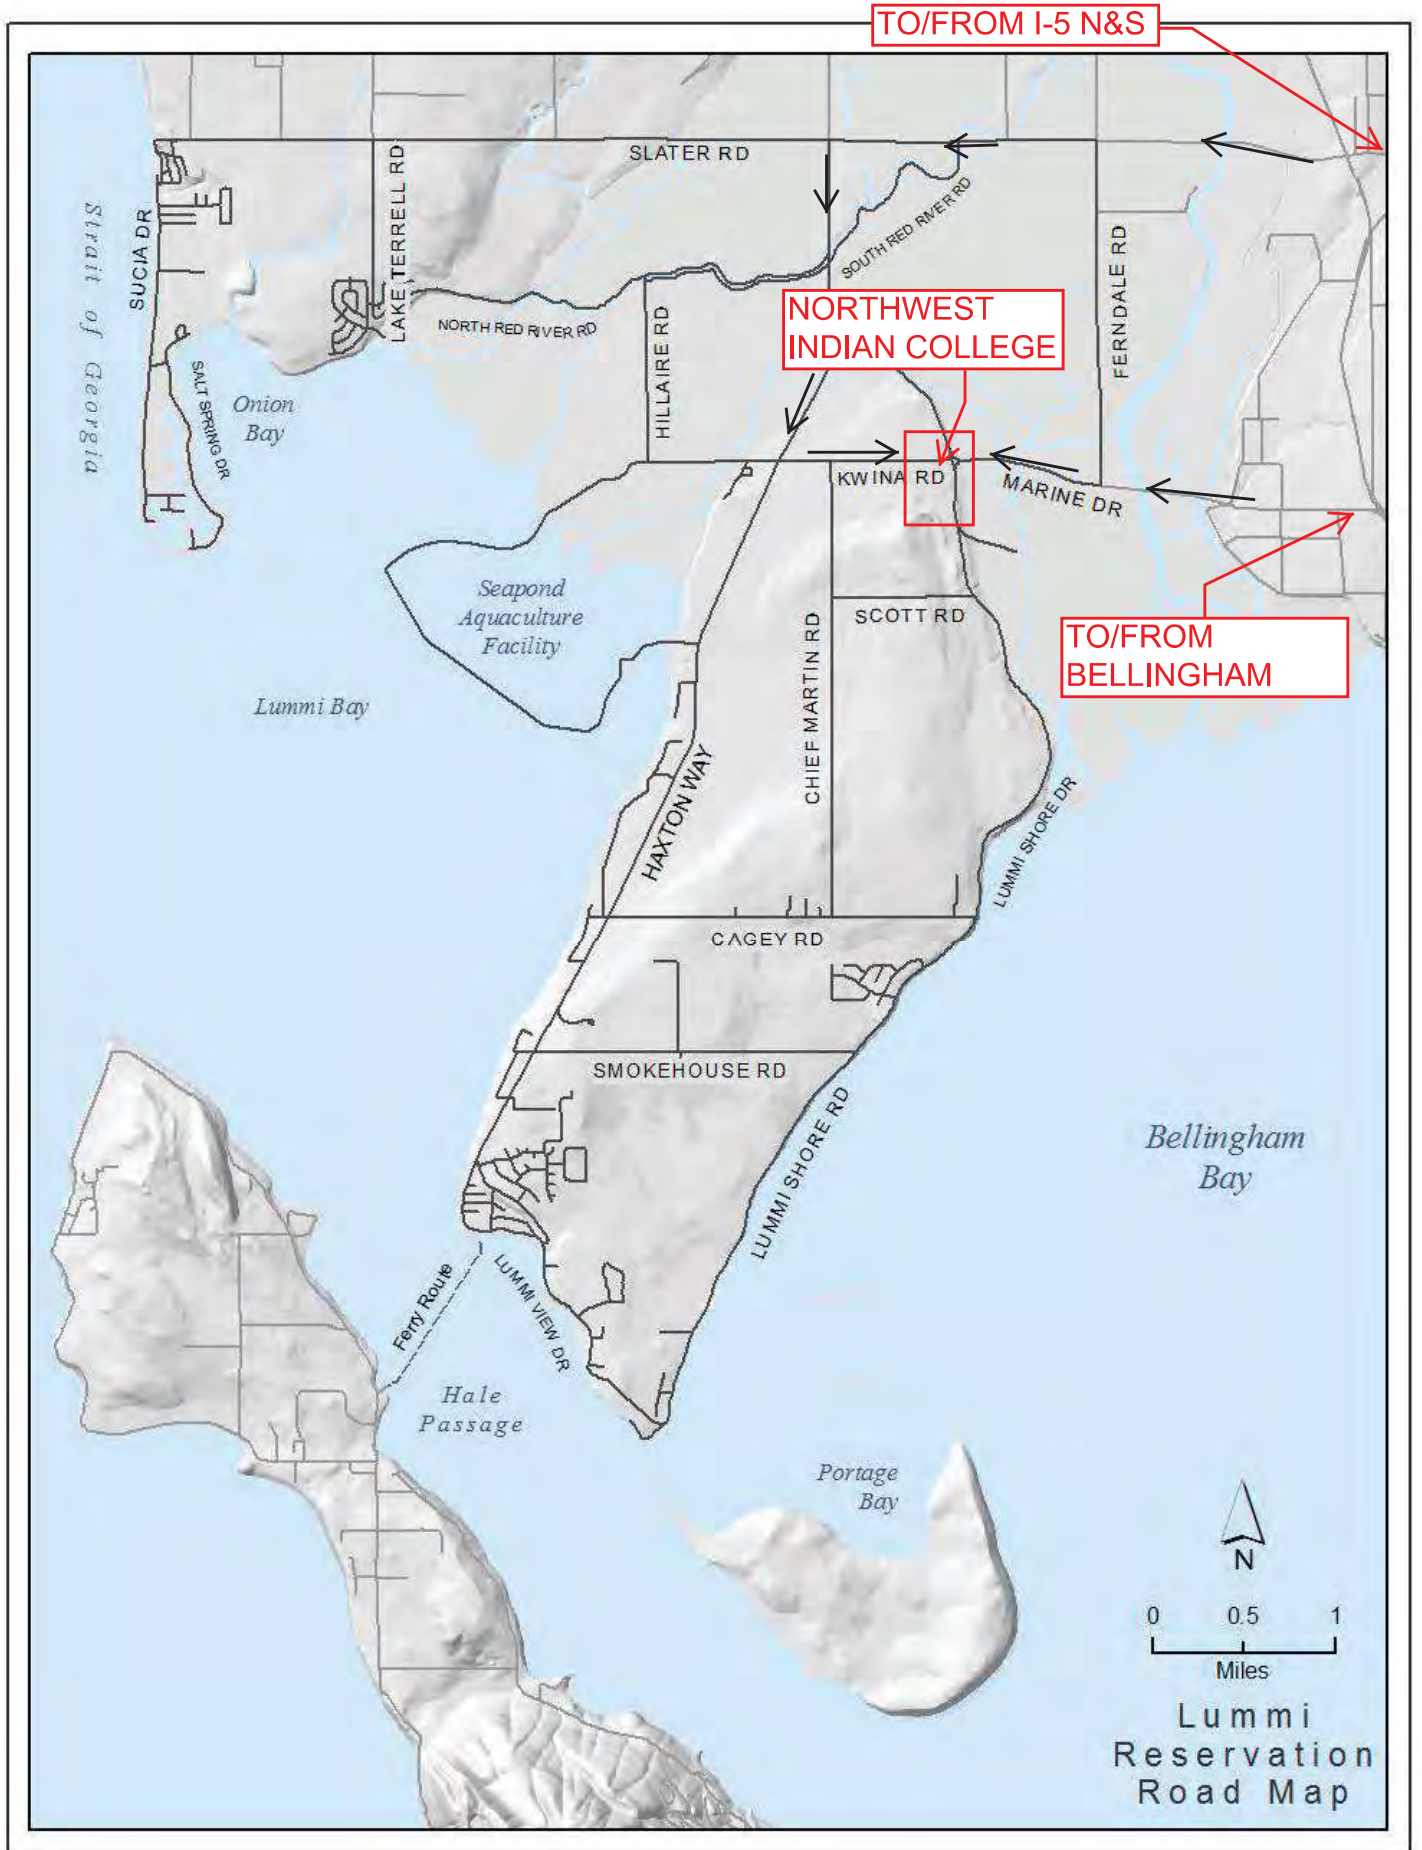 TO/FROM I-5 N&S
SLATER RD
LAKE TERRELL RD
SUCIA DR
Strait of Georgia
SOUTH RED RIVER RD
FERNDALE RD
NORTH RED RIVER RD
HILLAIRE RD
NORTHWEST
INDIAN COLLEGE
SALT SPRING DR
Onion
Bay
KWINA RD
MARINE DR
Seapond
Aquaculture
Facility
SCOTT RD
CHIEF MARTIN RD
TO/FROM
BELLINGHAM
Lummi Bay
HAXTON WAY
LUMMI SHORE DR
CAGEY RD
SMOKEHOUSE RD
LUMMI SHORE RD
Bellingham
Bay
Ferry Route
LUMMI VIEW DR
Hale
Passage
Portage
Bay
N
0 0.5 1
Miles
Lummi
Reservation
Road Map